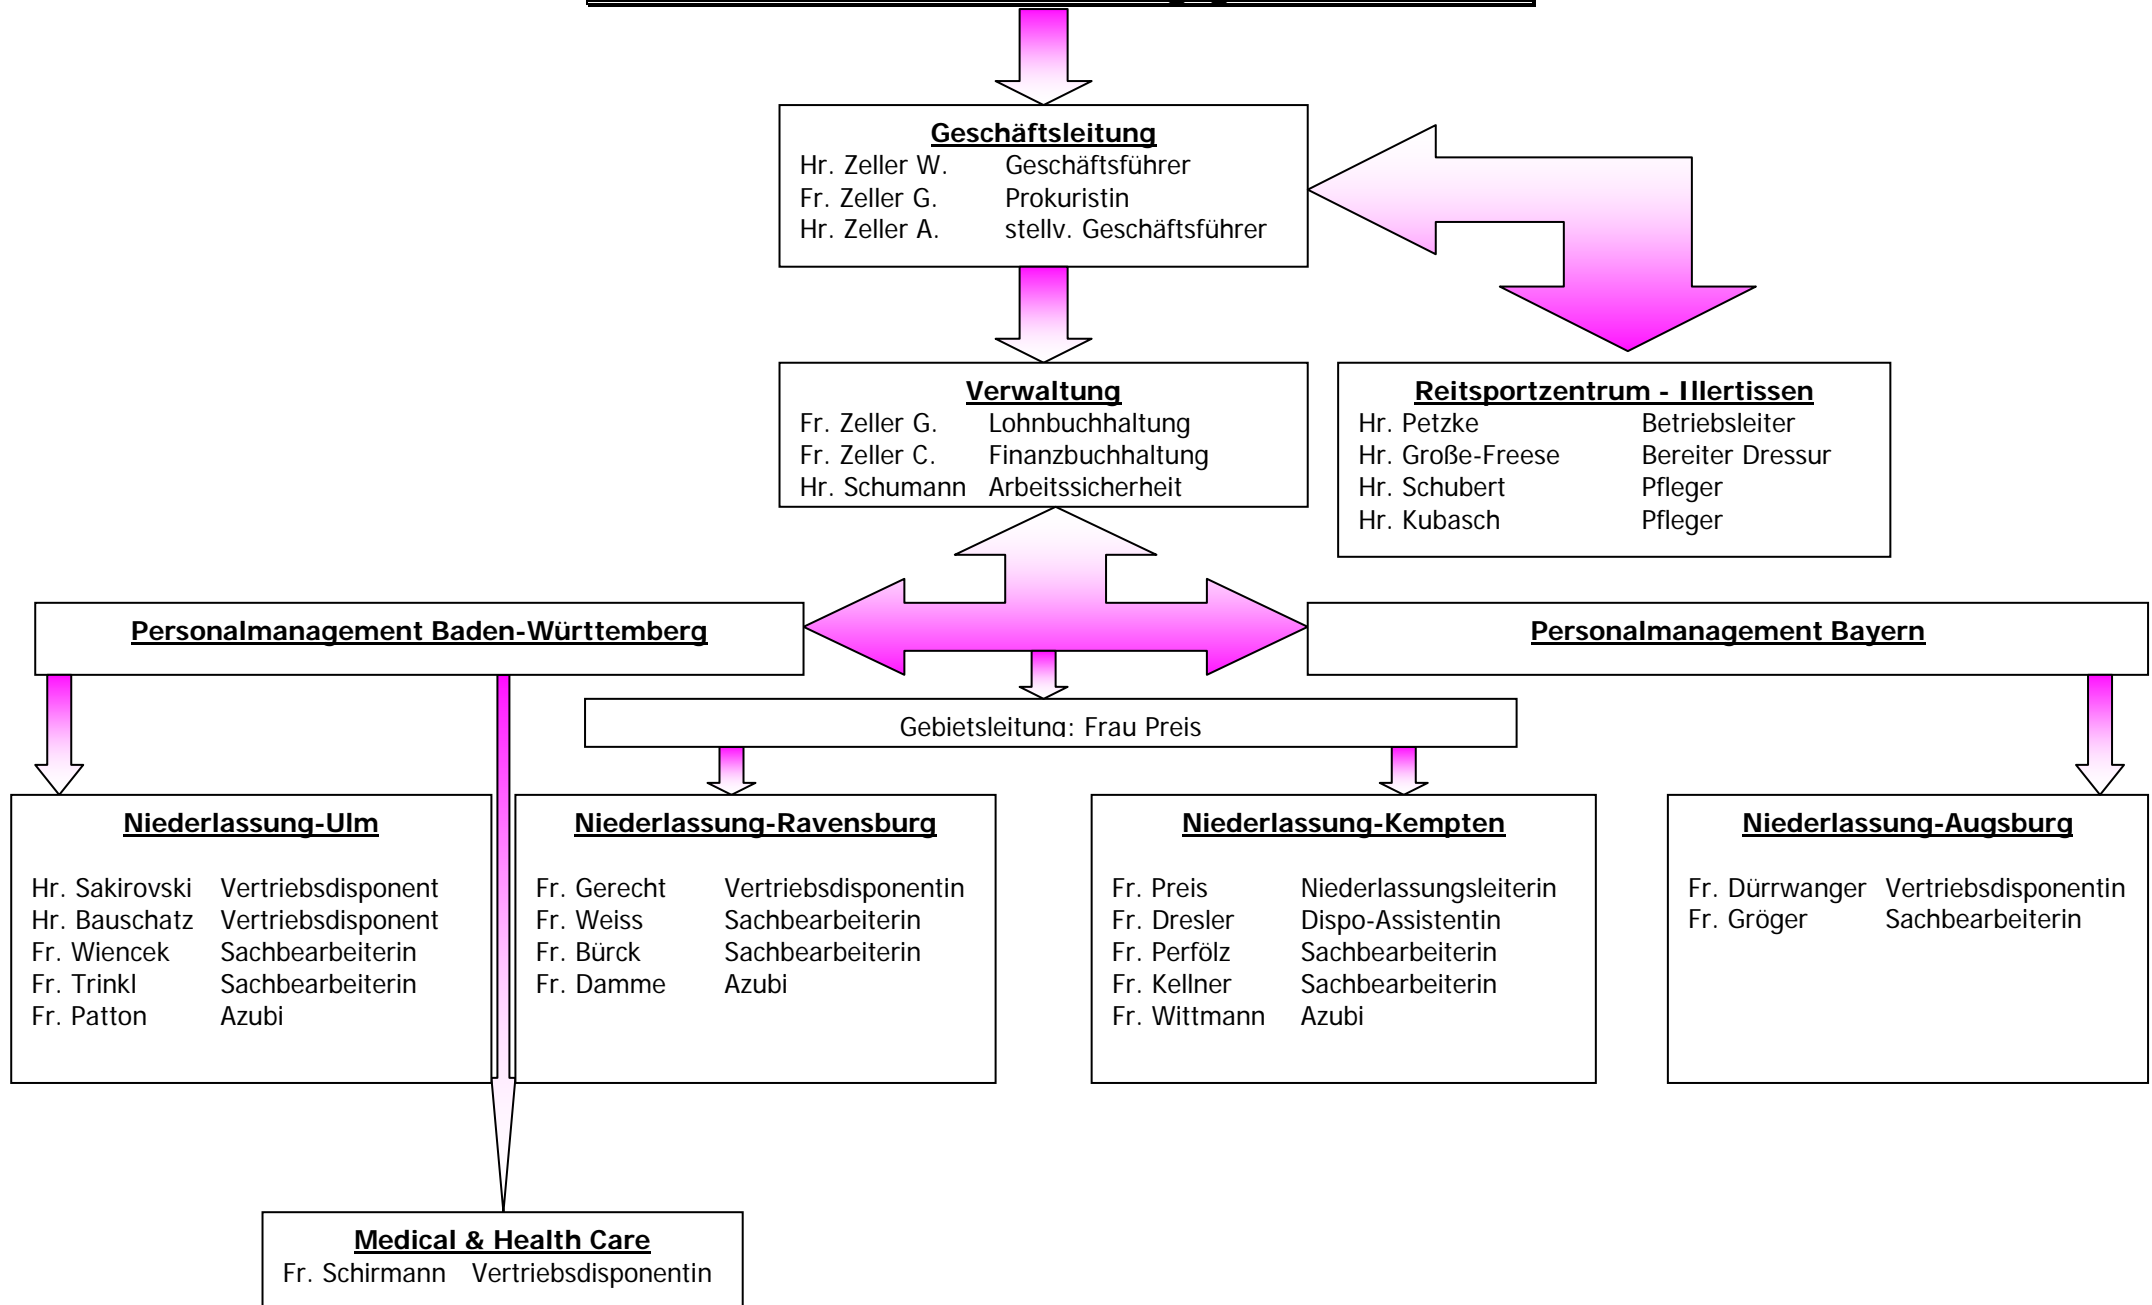 Geschäftsleitung
Hr. Zeller W. Geschäftsführer
Fr. Zeller G. Prokuristin
Hr. Zeller A. stellv. Geschäftsführer
Verwaltung
Fr. Zeller G. Lohnbuchhaltung
Fr. Zeller C. Finanzbuchhaltung
Hr. Schumann Arbeitssicherheit
Reitsportzentrum - Illertissen
Hr. Petzke Betriebsleiter
Hr. Große-Freese Bereiter Dressur
Hr. Schubert Pfleger
Hr. Kubasch Pfleger
Personalmanagement Baden-Württemberg
Personalmanagement Bayern
Gebietsleitung: Frau Preis
Niederlassung-Ulm
Hr. Sakirovski Vertriebsdisponent
Hr. Bauschatz Vertriebsdisponent
Fr. Wiencek Sachbearbeiterin
Fr. Trinkl Sachbearbeiterin
Fr. Patton Azubi
Niederlassung-Ravensburg
Fr. Gerecht Vertriebsdisponentin
Fr. Weiss Sachbearbeiterin
Fr. Bürck Sachbearbeiterin
Fr. Damme Azubi
Niederlassung-Kempten
Fr. Preis Niederlassungsleiterin
Fr. Dresler Dispo-Assistentin
Fr. Perfölz Sachbearbeiterin
Fr. Kellner Sachbearbeiterin
Fr. Wittmann Azubi
Niederlassung-Augsburg
Fr. Dürrwanger Vertriebsdisponentin
Fr. Gröger Sachbearbeiterin
Medical & Health Care
Fr. Schirmann Vertriebsdisponentin